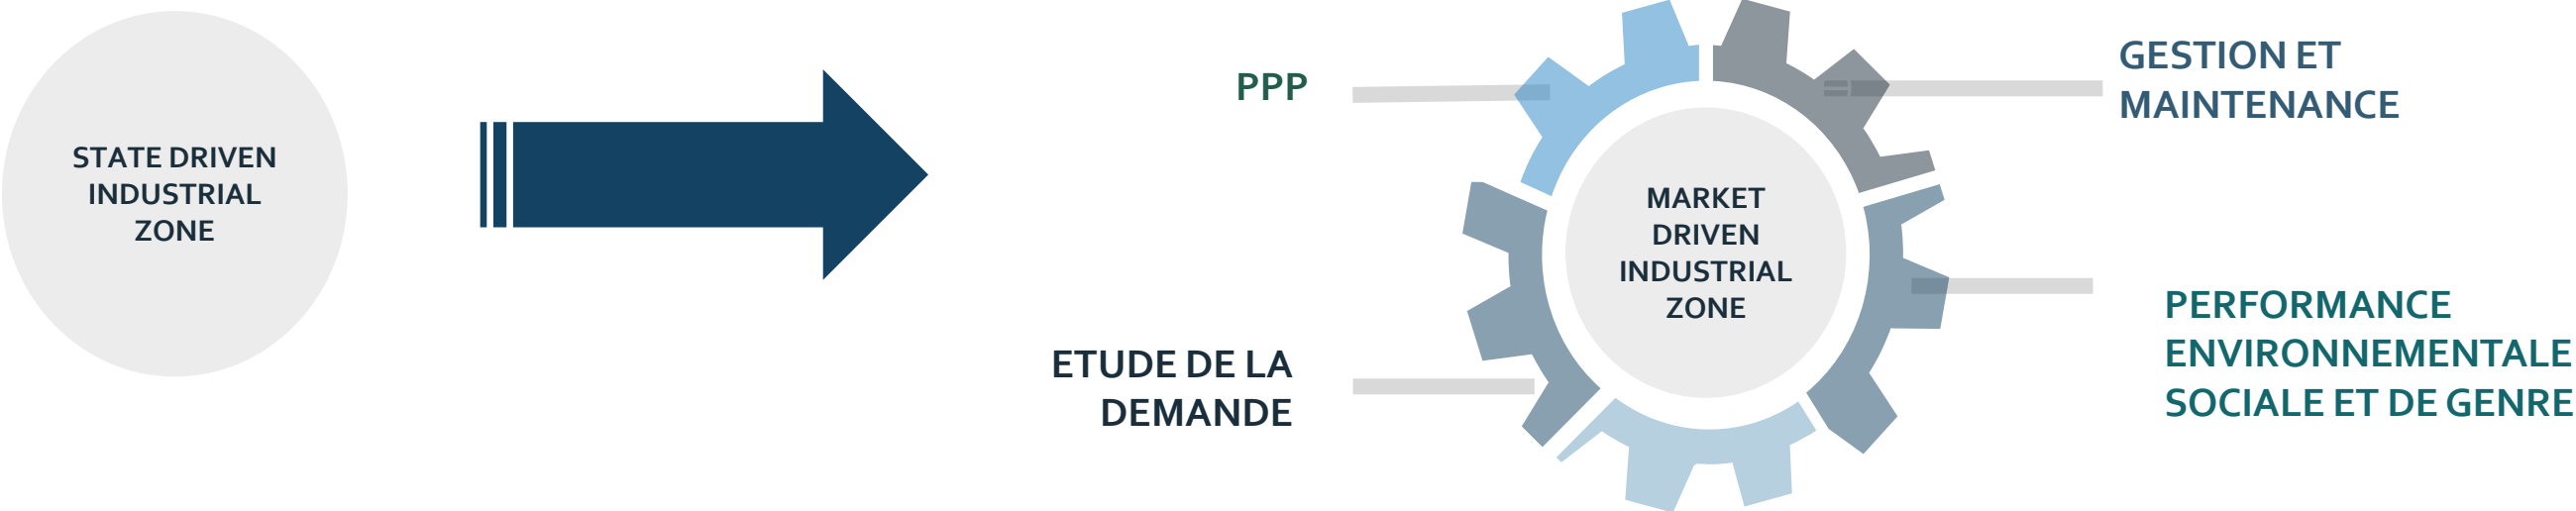 STATE DRIVEN
INDUSTRIAL
ZONE
PPP
ETUDE DE LA
DEMANDE
MARKET
DRIVEN
INDUSTRIAL
ZONE
GESTION ET
MAINTENANCE
PERFORMANCE
ENVIRONNEMENTALE
SOCIALE ET DE GENRE